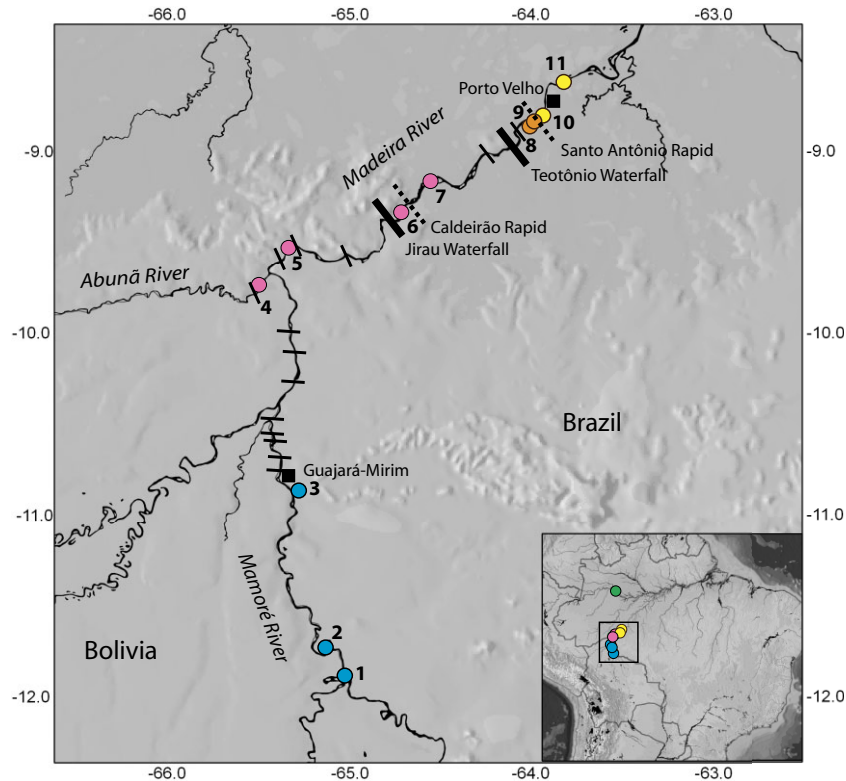 -66.0 -65.0 -64.0 -63.0
11
Porto Velho
9
10
8
Madeira River
-9.0 -9.0
Santo Antônio Rapid
Teotônio Waterfall
7
6
Caldeirão Rapid
Jirau Waterfall
5
Abunã River
4
-10.0 -10.0
Brazil
Guajará-Mirim
3
-11.0 -11.0
Mamoré River
2
Bolivia
1
-12.0 -12.0
-66.0 -65.0 -64.0 -63.0